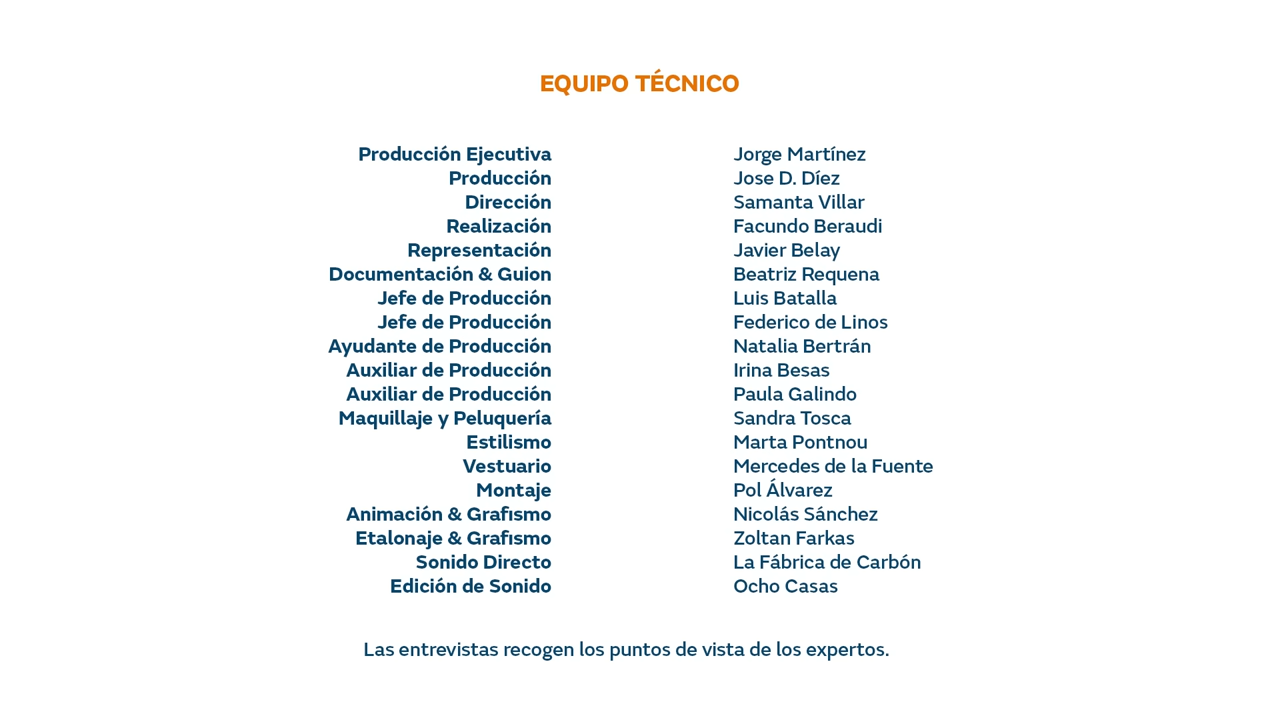 EQUIPO TÉCNICO
Producción Ejecutiva Jorge Martínez
Producción Jose D. Díez
Dirección Samanta Villar
Realización Facundo Beraudi
Representación Javier Belay
Documentación & Guion Beatriz Requena
Jefe de Producción Luis Batalla
Jefe de Producción Federico de Linos
Ayudante de Producción Natalia Bertrán
Auxiliar de Producción Irina Besas
Auxiliar de Producción Paula Galindo
Maquillaje y Peluquería Sandra Tosca
Estilismo Marta Pontnou
Vestuario Mercedes de la Fuente
Montaje Pol Álvarez
Animación & Grafismo Nicolás Sánchez
Etalonaje & Grafismo Zoltan Farkas
Sonido Directo La Fábrica de Carbón
Edición de Sonido Ocho Casas
Las entrevistas recogen los puntos de vista de los expertos.